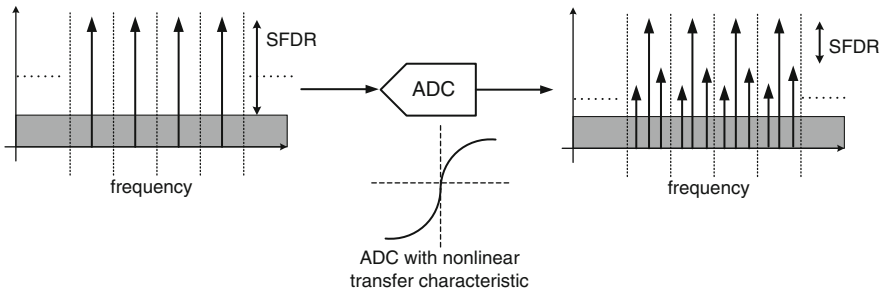 SFDR
frequency
ADC
ADC with nonlinear
transfer characteristic
SFDR
frequency